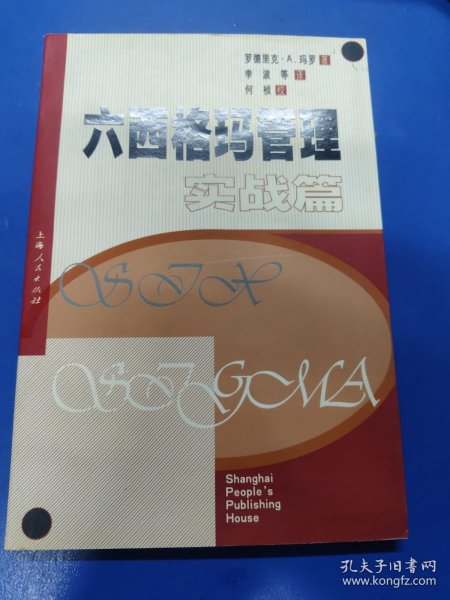 罗德里克·A.玛罗 著
李波等 译
何桢 校
六西格玛管理
实战篇
上海人民出版社
SIX
SIGMA
Shanghai
People's
Publishing
House
孔夫子旧书网
www.kongfz.com